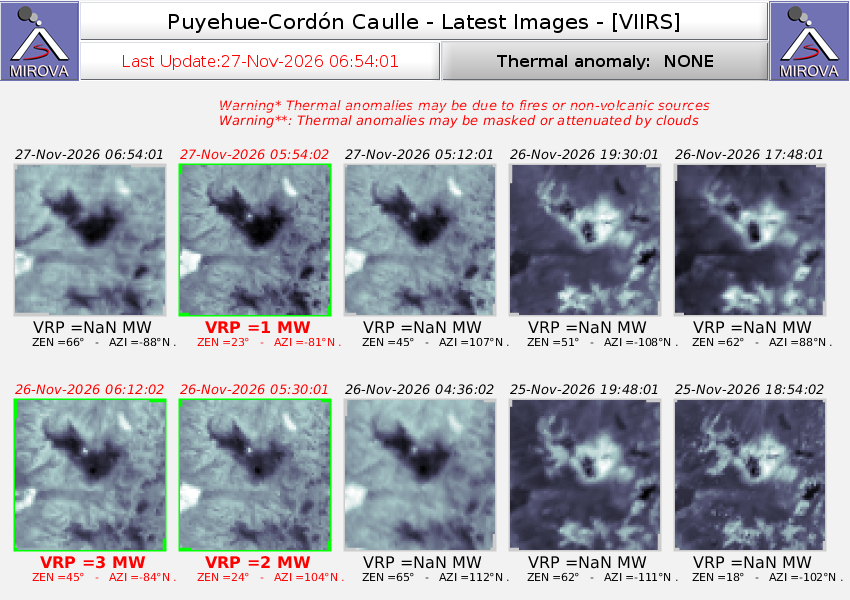 Puyehue-Cordón Caulle - Latest Images - [VIIRS]
MIROVA
Last Update:27-Nov-2026 06:54:01
Thermal anomaly: NONE
MIROVA
Warning* Thermal anomalies may be due to fires or non-volcanic sources
Warning**: Thermal anomalies may be masked or attenuated by clouds
27-Nov-2026 06:54:01
27-Nov-2026 05:54:02
27-Nov-2026 05:12:01
26-Nov-2026 19:30:01
26-Nov-2026 17:48:01
VRP =NaN MW
VRP =1 MW
VRP =NaN MW
VRP =NaN MW
VRP =NaN MW
ZEN =66° - AZI =-88°N .
ZEN =23° - AZI =-81°N .
ZEN =45° - AZI =107°N .
ZEN =51° - AZI =-108°N .
ZEN =62° - AZI =88°N .
26-Nov-2026 06:12:02
26-Nov-2026 05:30:01
26-Nov-2026 04:36:02
25-Nov-2026 19:48:01
25-Nov-2026 18:54:02
VRP =3 MW
VRP =2 MW
VRP =NaN MW
VRP =NaN MW
VRP =NaN MW
ZEN =45° - AZI =-84°N .
ZEN =24° - AZI =104°N .
ZEN =65° - AZI =112°N .
ZEN =62° - AZI =-111°N .
ZEN =18° - AZI =-102°N .